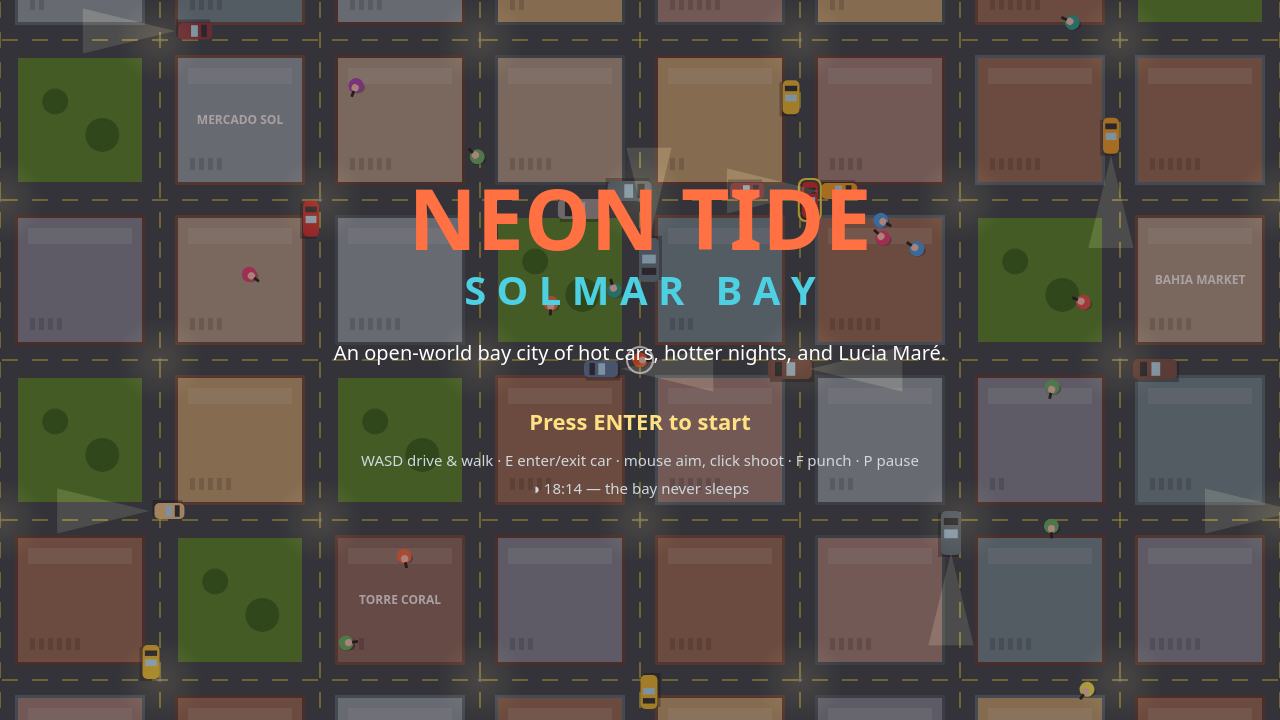 MERCADO SOL
NEON TIDE
SOLMAR BAY
BAHIA MARKET
An open-world bay city of hot cars, hotter nights, and Lucia Maré.
Press ENTER to start
WASD drive & walk · E enter/exit car · mouse aim, click shoot · F punch · P pause
◗ 18:14 — the bay never sleeps
TORRE CORAL